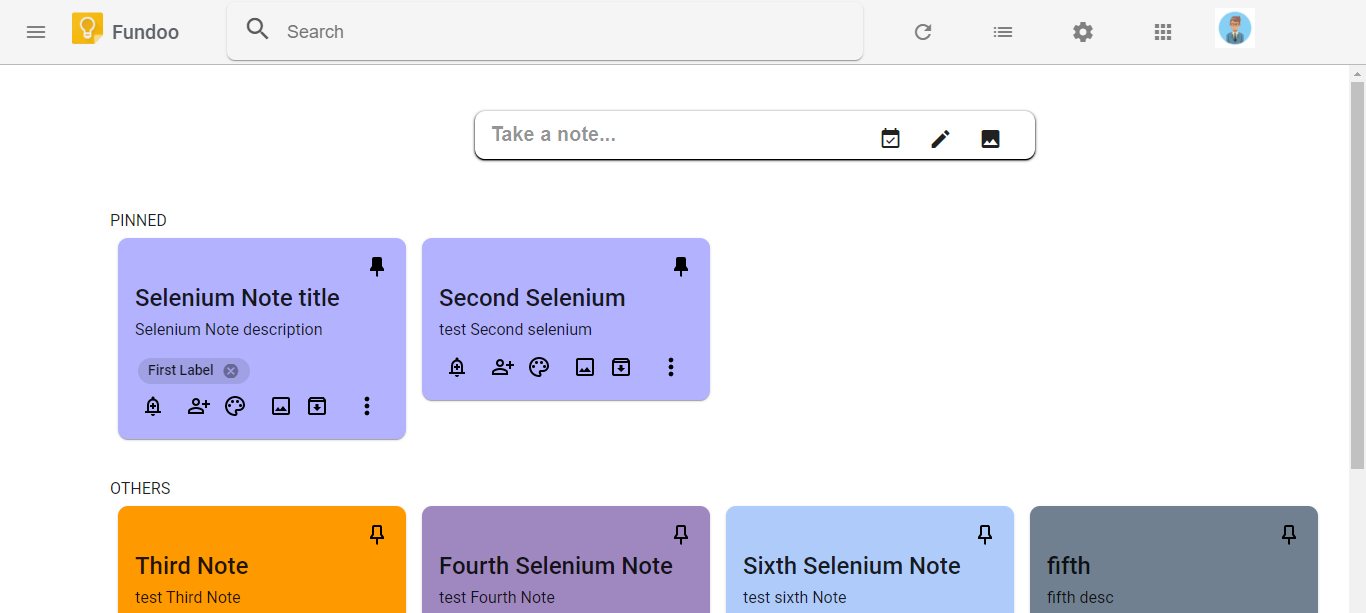 Fundoo
Search
Take a note...
PINNED
Selenium Note title
Selenium Note description
First Label
Second Selenium
test Second selenium
OTHERS
Third Note
test Third Note
Fourth Selenium Note
test Fourth Note
Sixth Selenium Note
test sixth Note
fifth
fifth desc